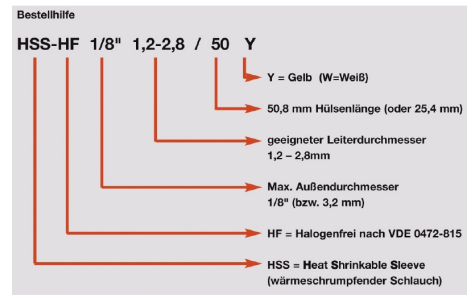 Bestellhilfe
HSS-HF 1/8" 1,2-2,8 / 50 Y
Y = Gelb (W=Weiß)
50,8 mm Hülsenlänge (oder 25,4 mm)
geeigneter Leiterdurchmesser
1,2 – 2,8mm
Max. Außendurchmesser
1/8" (bzw. 3,2 mm)
HF = Halogenfrei nach VDE 0472-815
HSS = Heat Shrinkable Sleeve
(wärmeschrumpfender Schlauch)